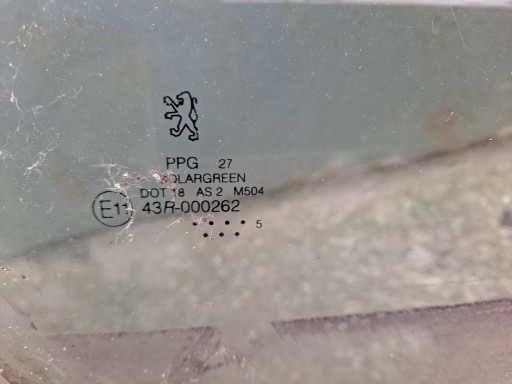 PPG 27
SOLARGREEN
DOT 18 AS 2 M504
E11 43R-000262
5